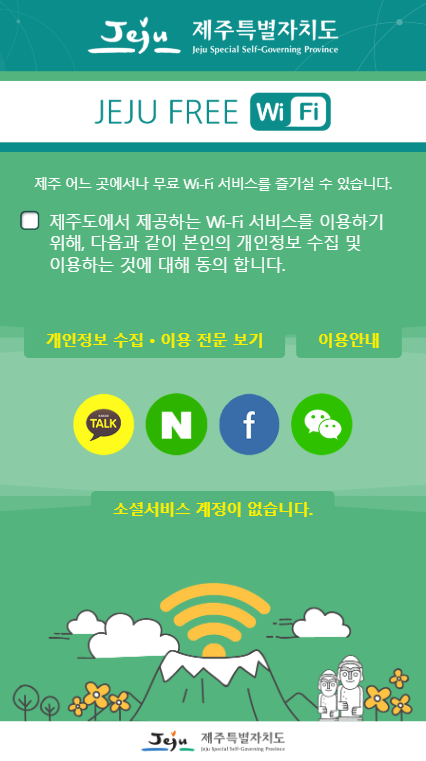 Jeju 제주특별자치도
Jeju Special Self-Governing Province
JEJU FREE Wi Fi
제주 어느 곳에서나 무료 Wi-Fi 서비스를 즐기실 수 있습니다.
제주도에서 제공하는 Wi-Fi 서비스를 이용하기
위해, 다음과 같이 본인의 개인정보 수집 및
이용하는 것에 대해 동의 합니다.
개인정보 수집 • 이용 전문 보기 이용안내
TALK N f
소셜서비스 계정이 없습니다.
Jeju 제주특별자치도
Jeju Special Self-Governing Province